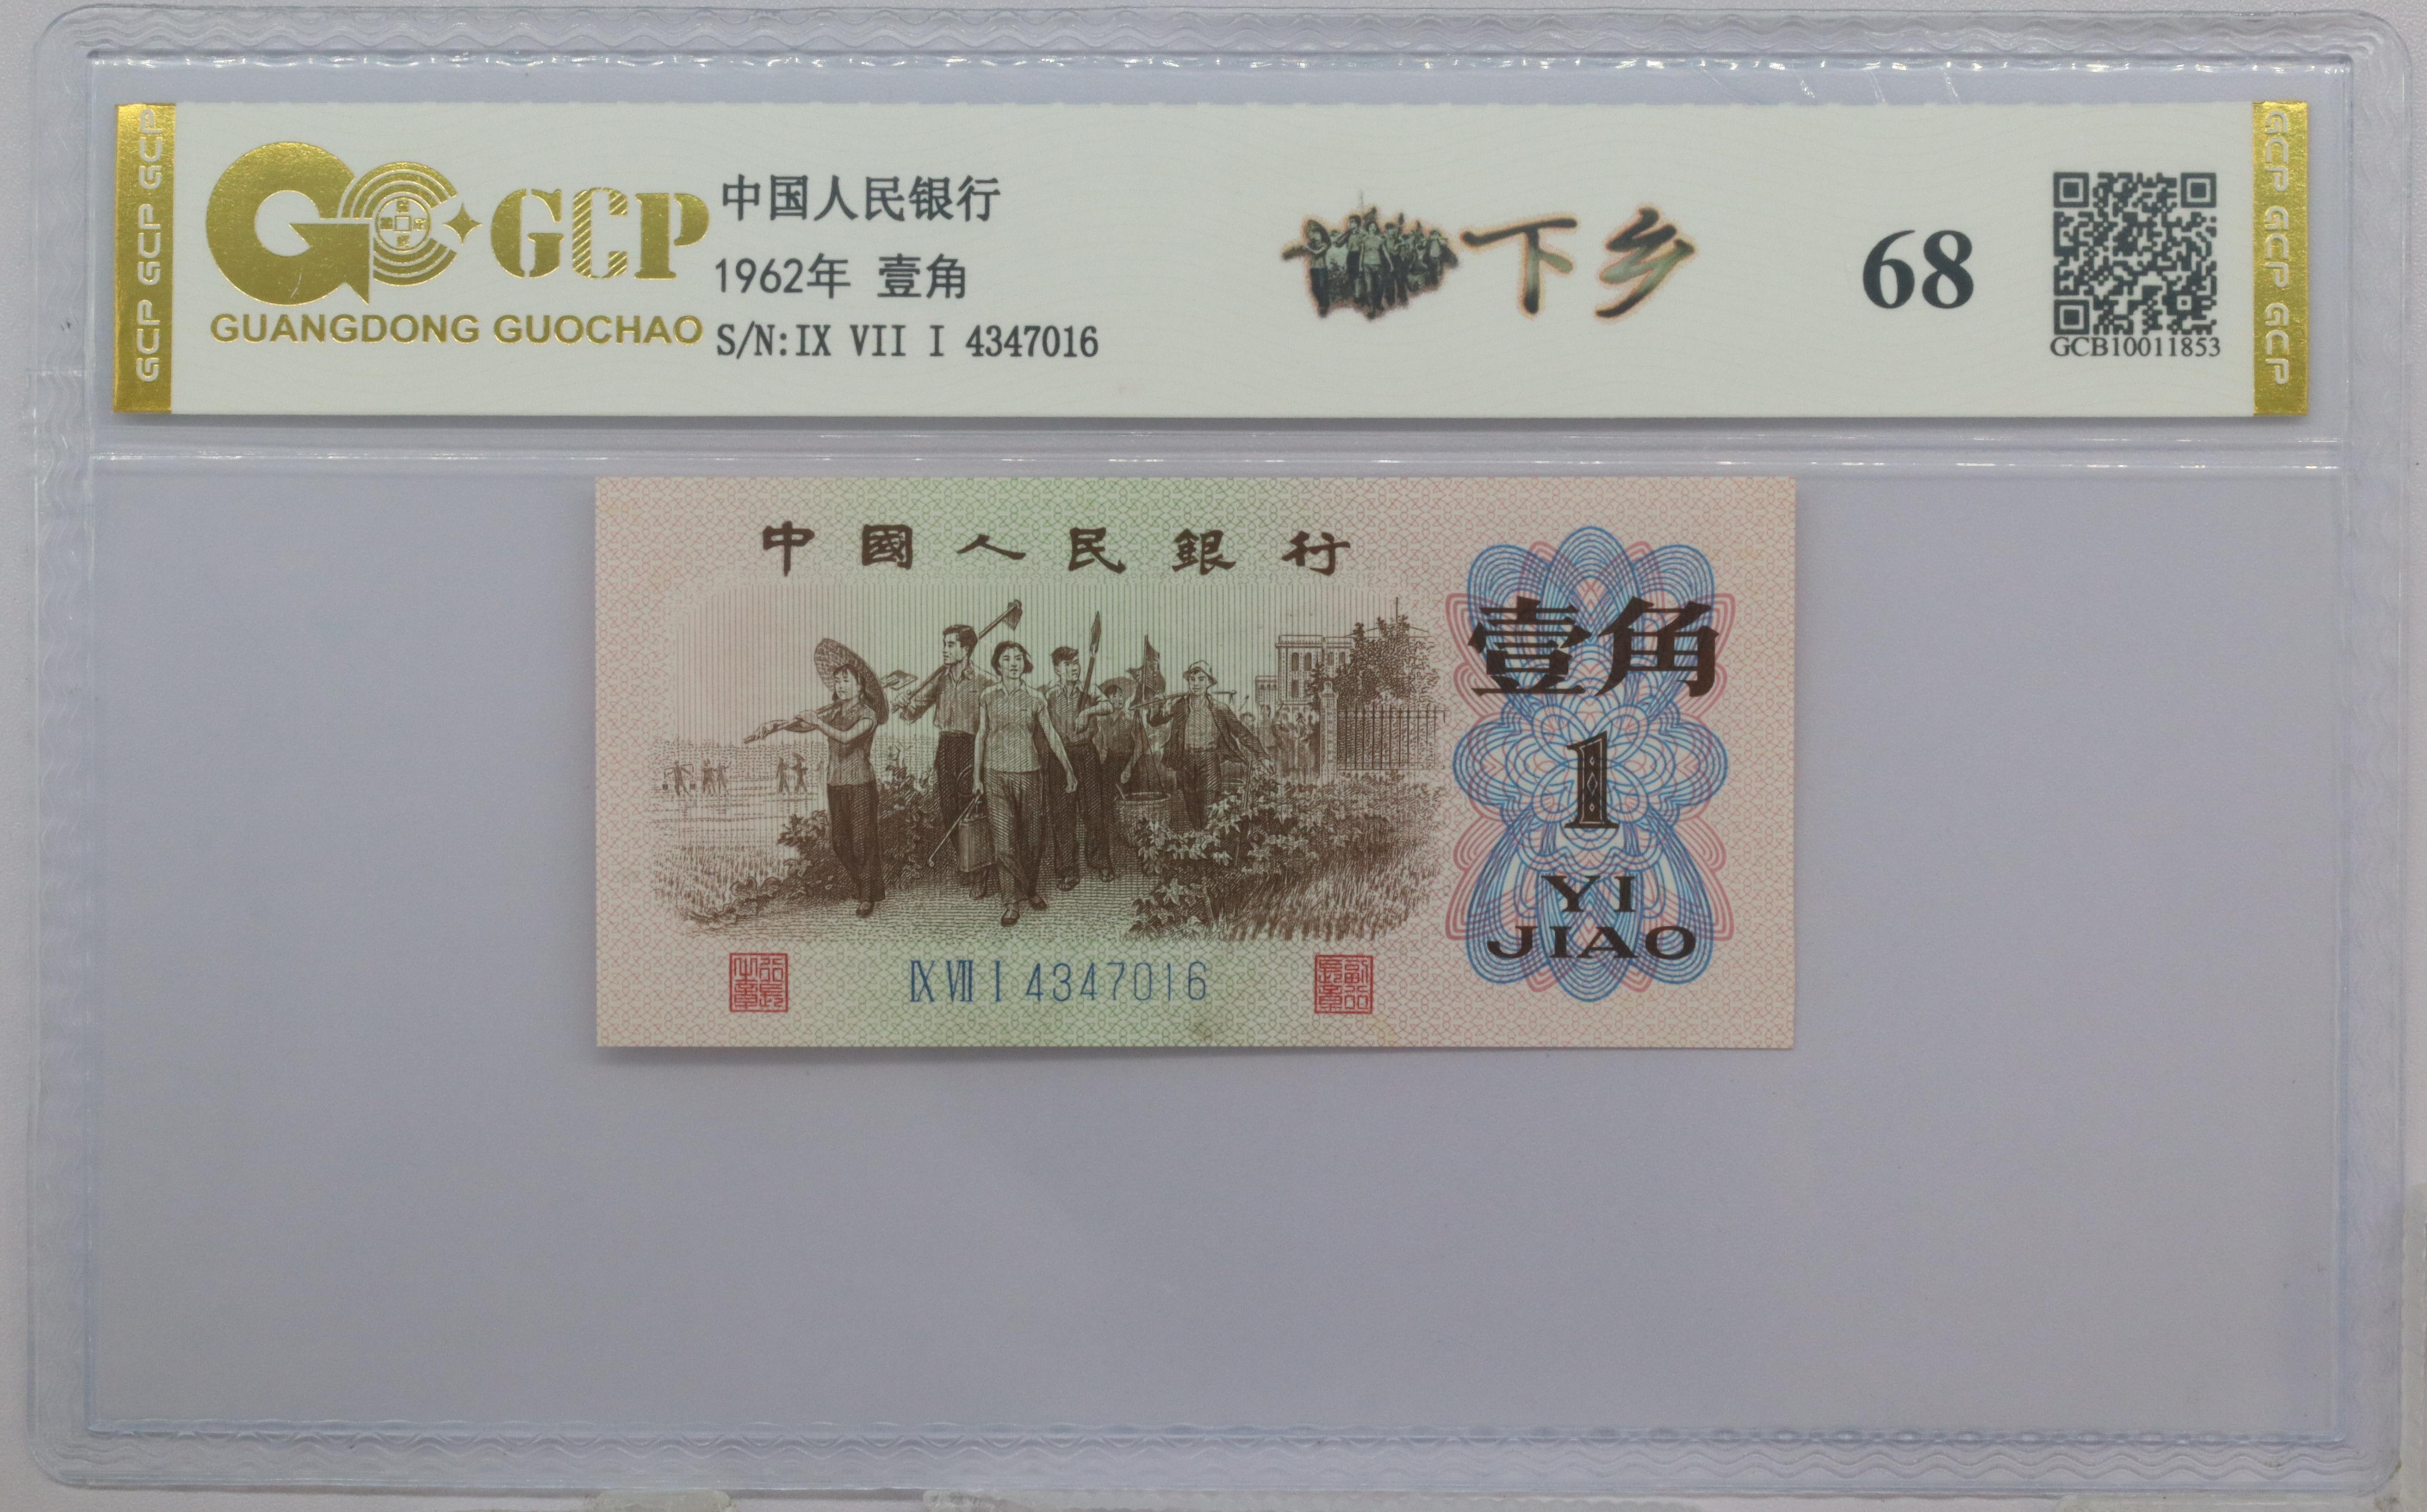 GCP GCP GCP
GCP
GUANGDONG GUOCHAO
中国人民银行
1962年 壹角
S/N:IX VII I 4347016
下乡
68
GCB10011853
GCP GCP GCP
中國人民銀行
壹角
1
YI
JIAO
IX VII I 4347016